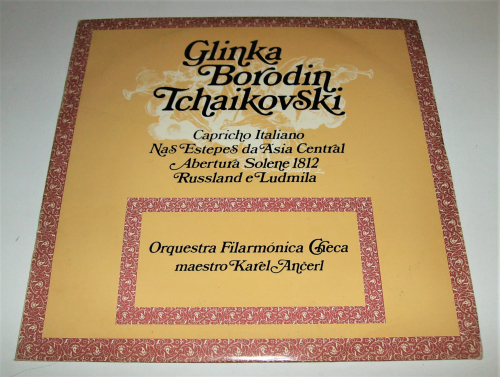 Glinka
Borodin
Tchaikovski
Capricho Italiano
Nas Estepes da Asia Central
Abertura Solene 1812
Russland e Ludmila
Orquestra Filarmónica Checa
maestro Karel Ančerl